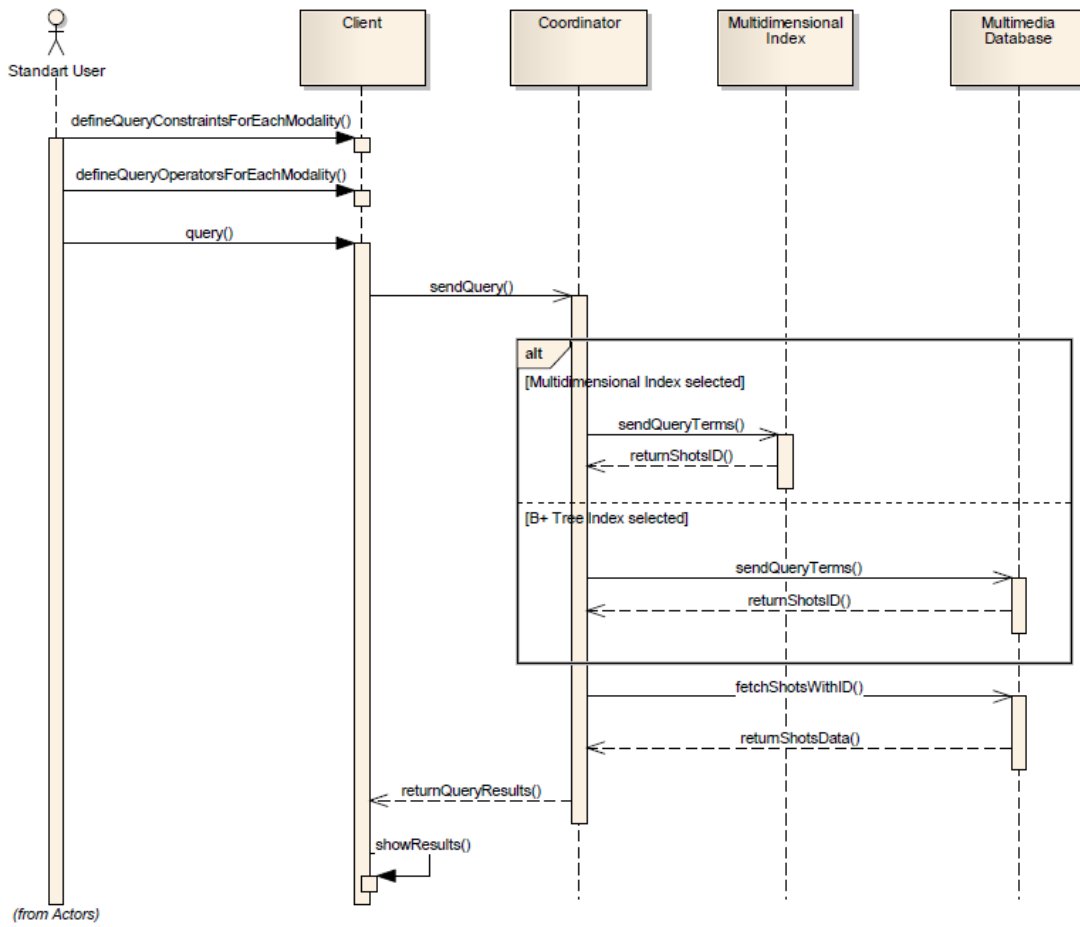 Client
Coordinator
Multidimensional
Index
Multimedia
Database
Standart User
defineQueryConstraintsForEachModality()
defineQueryOperatorsForEachModality()
query()
sendQuery()
alt
[Multidimensional Index selected]
sendQueryTerms()
returnShotsID()
[B+ Tree Index selected]
sendQueryTerms()
returnShotsID()
fetchShotsWithID()
returnShotsData()
returnQueryResults()
showResults()
(from Actors)